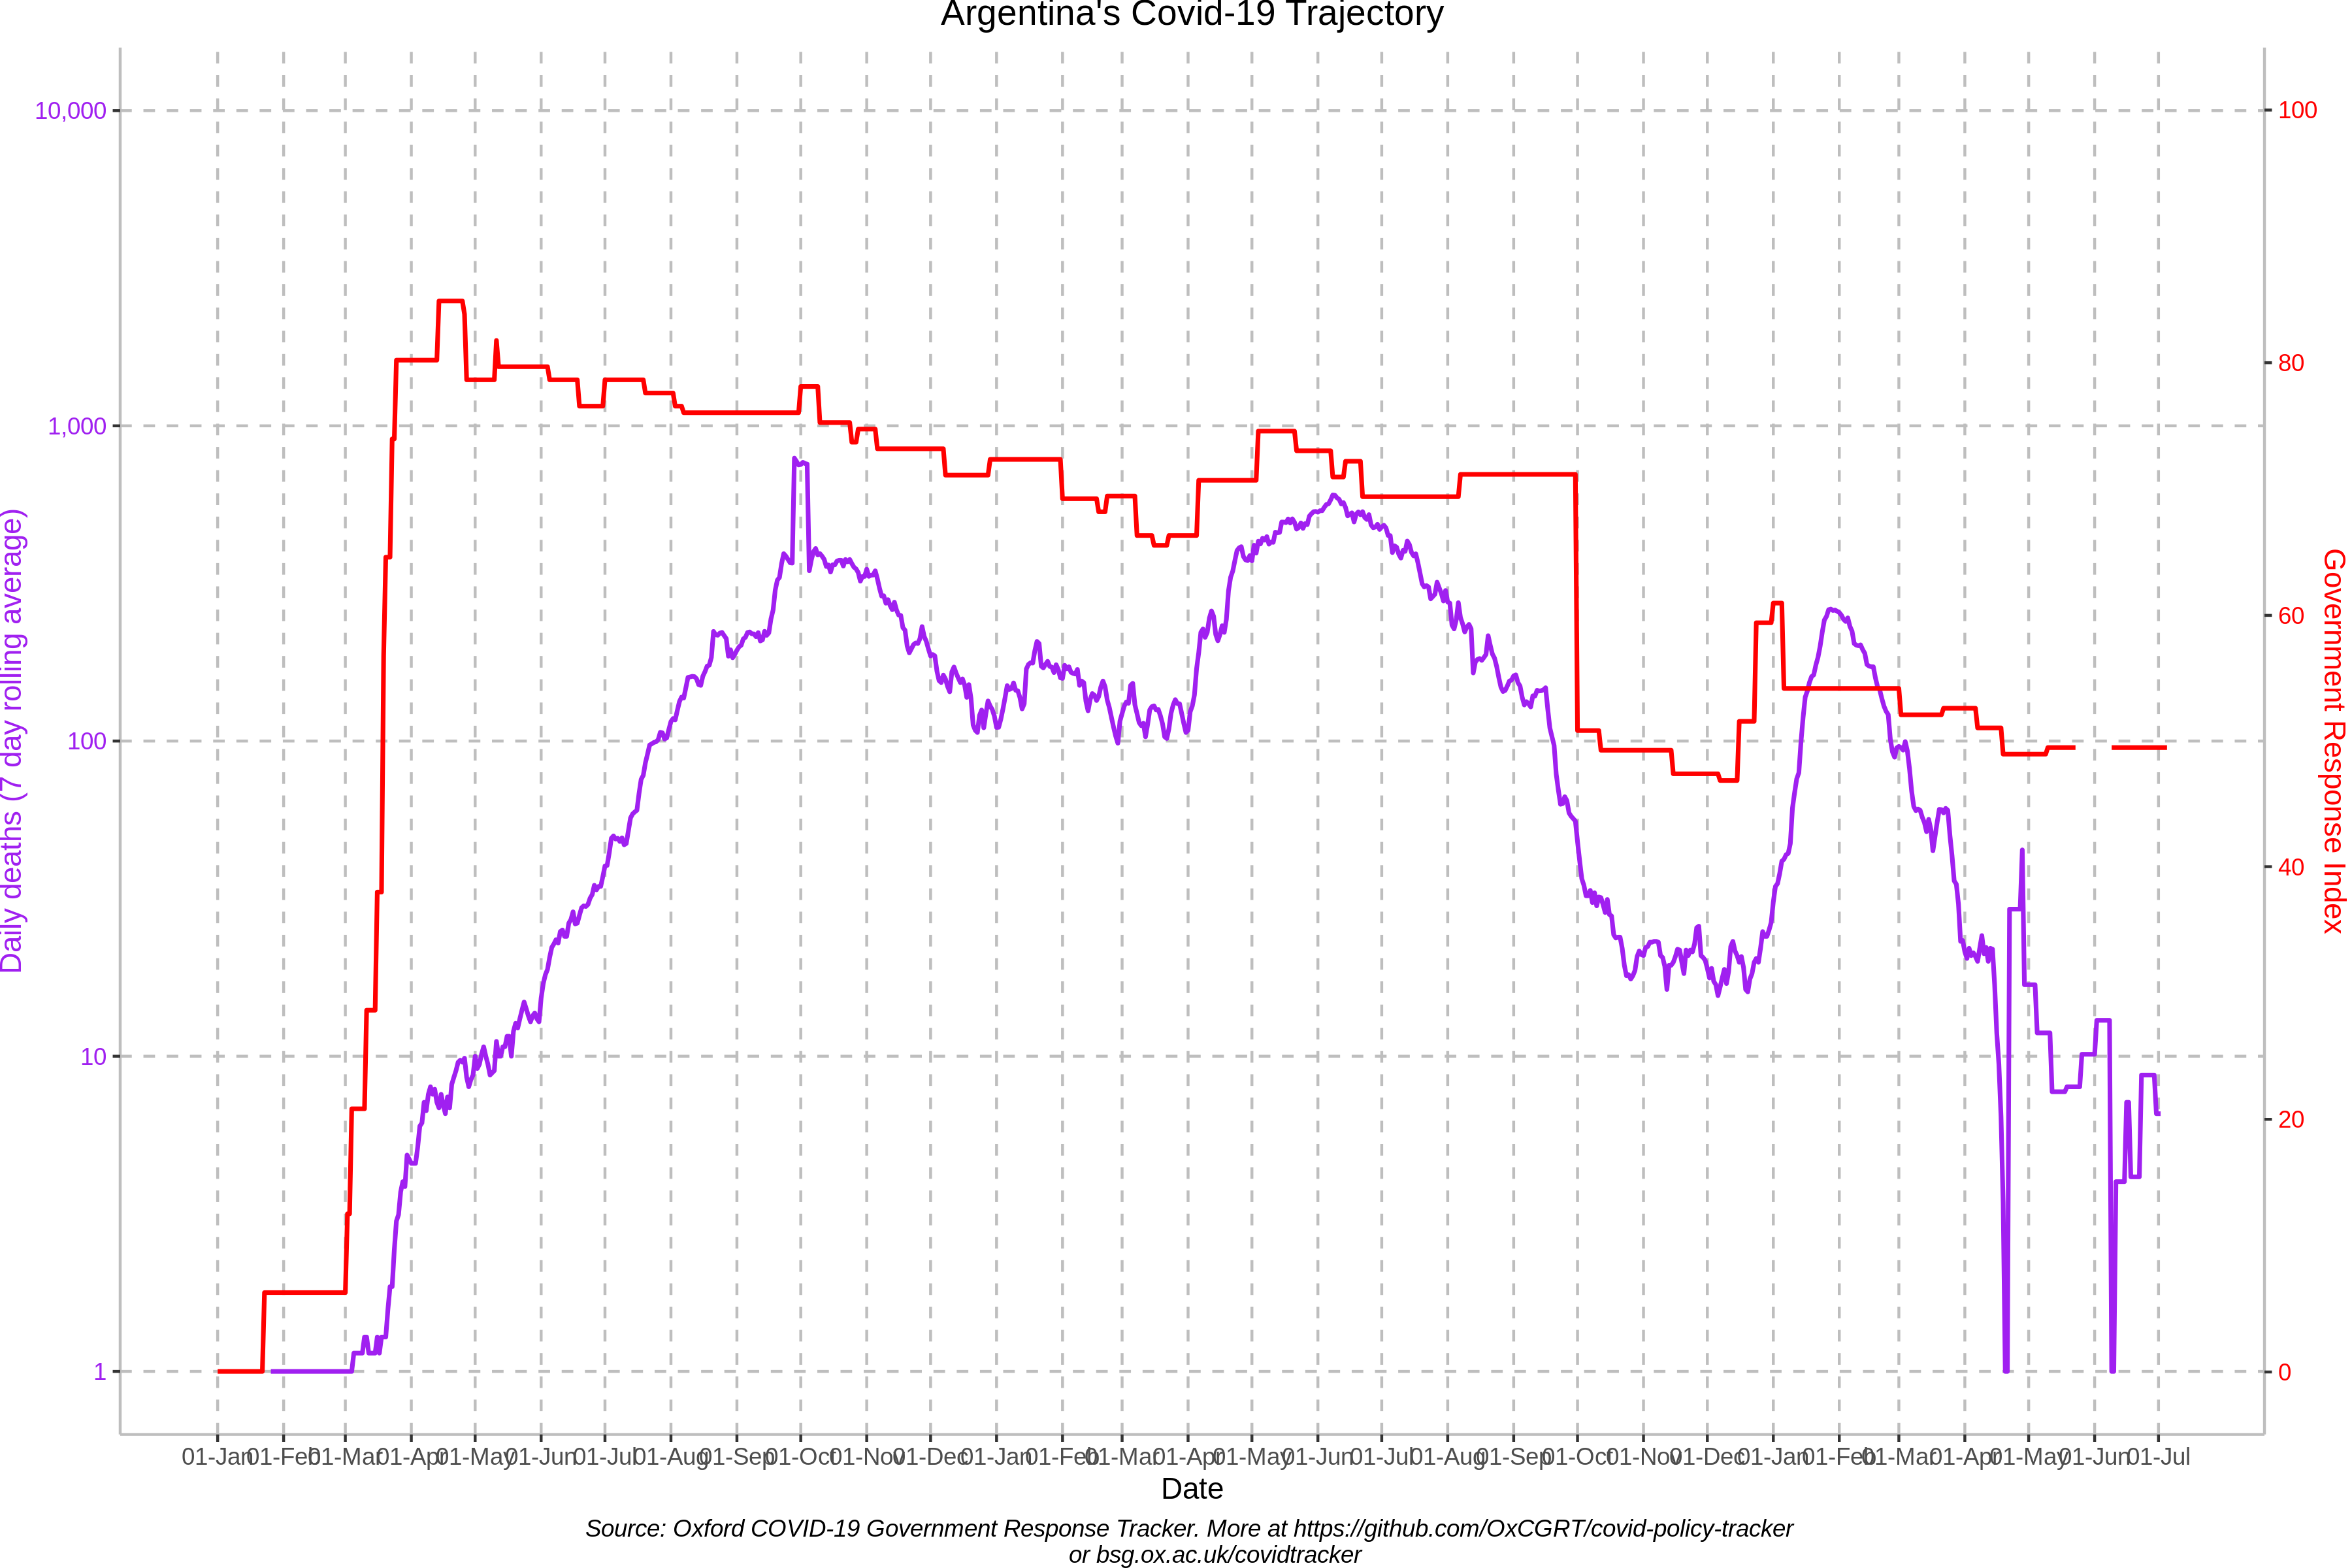 Argentina's Covid-19 Trajectory
10,000
1,000
100
10
1
Daily deaths (7 day rolling average)
100
80
60
40
20
0
Government Response Index
01-Jan 01-Feb 01-Mar 01-Apr 01-May 01-Jun 01-Jul 01-Aug 01-Sep 01-Oct 01-Nov 01-Dec 01-Jan 01-Feb 01-Mar 01-Apr 01-May 01-Jun 01-Jul 01-Aug 01-Sep 01-Oct 01-Nov 01-Dec 01-Jan 01-Feb 01-Mar 01-Apr 01-May 01-Jun 01-Jul
Date
Source: Oxford COVID-19 Government Response Tracker. More at https://github.com/OxCGRT/covid-policy-tracker
or bsg.ox.ac.uk/covidtracker